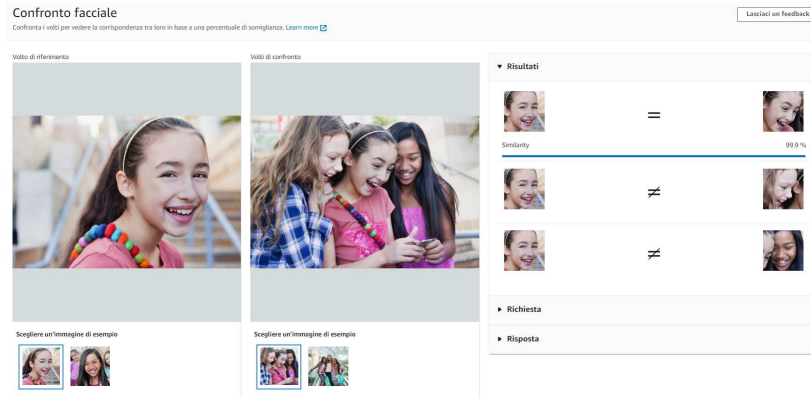 Confronto facciale
Lasciaci un feedback
Confronta i volti per vedere la corrispondenza tra loro in base a una percentuale di somiglianza. Learn more
Volto di riferimento
Volti di confronto
Scegliere un'immagine di esempio
Scegliere un'immagine di esempio
Risultati
=
Similarity 99.9 %
≠
≠
Richiesta
Risposta